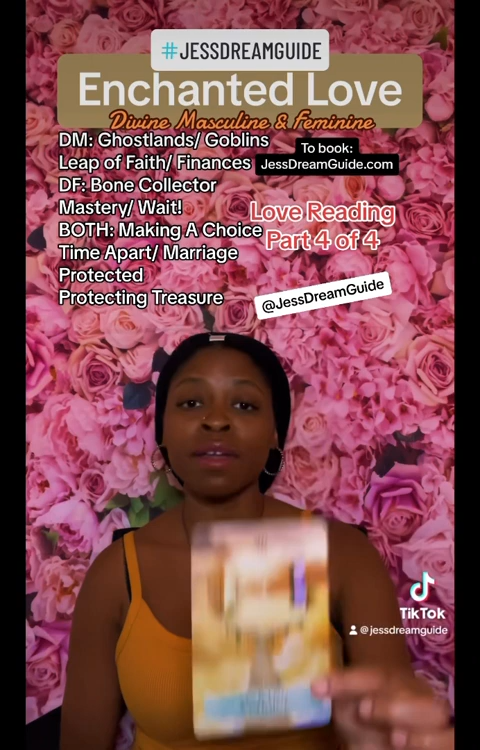 #JESSDREAMGUIDE
Enchanted Love
Divine Masculine & Feminine
DM: Ghostlands/ Goblins
Leap of Faith/ Finances
DF: Bone Collector
Mastery/ Wait!
BOTH: Making A Choice
Time Apart/ Marriage
Protected
Protecting Treasure
To book:
JessDreamGuide.com
Love Reading
Part 4 of 4
@JessDreamGuide
TikTok
@jessdreamguide